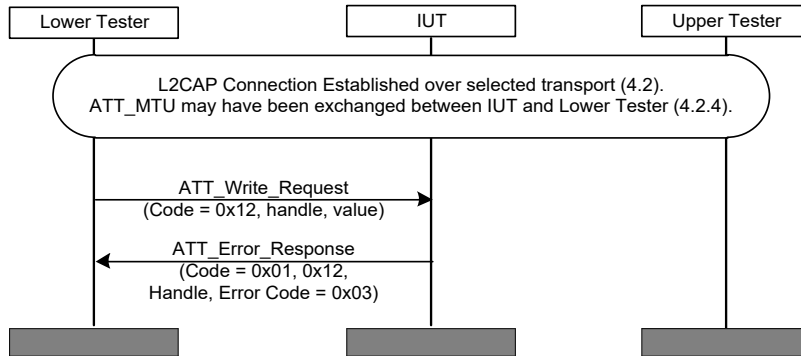 Lower Tester
IUT
Upper Tester
L2CAP Connection Established over selected transport (4.2).
ATT_MTU may have been exchanged between IUT and Lower Tester (4.2.4).
ATT_Write_Request
(Code = 0x12, handle, value)
ATT_Error_Response
(Code = 0x01, 0x12,
Handle, Error Code = 0x03)